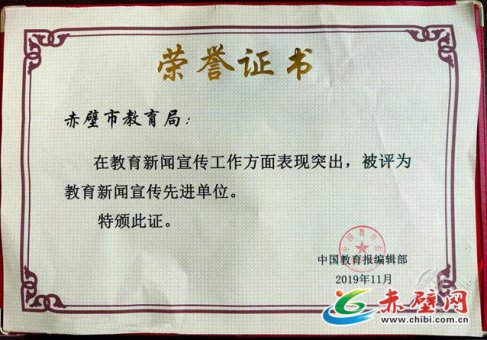 荣誉证书
赤壁市教育局：
在教育新闻宣传工作方面表现突出，被评为
教育新闻宣传先进单位。
特颁此证。
中国教育报编辑部
2019年11月
赤壁网
www.chibi.com.cn